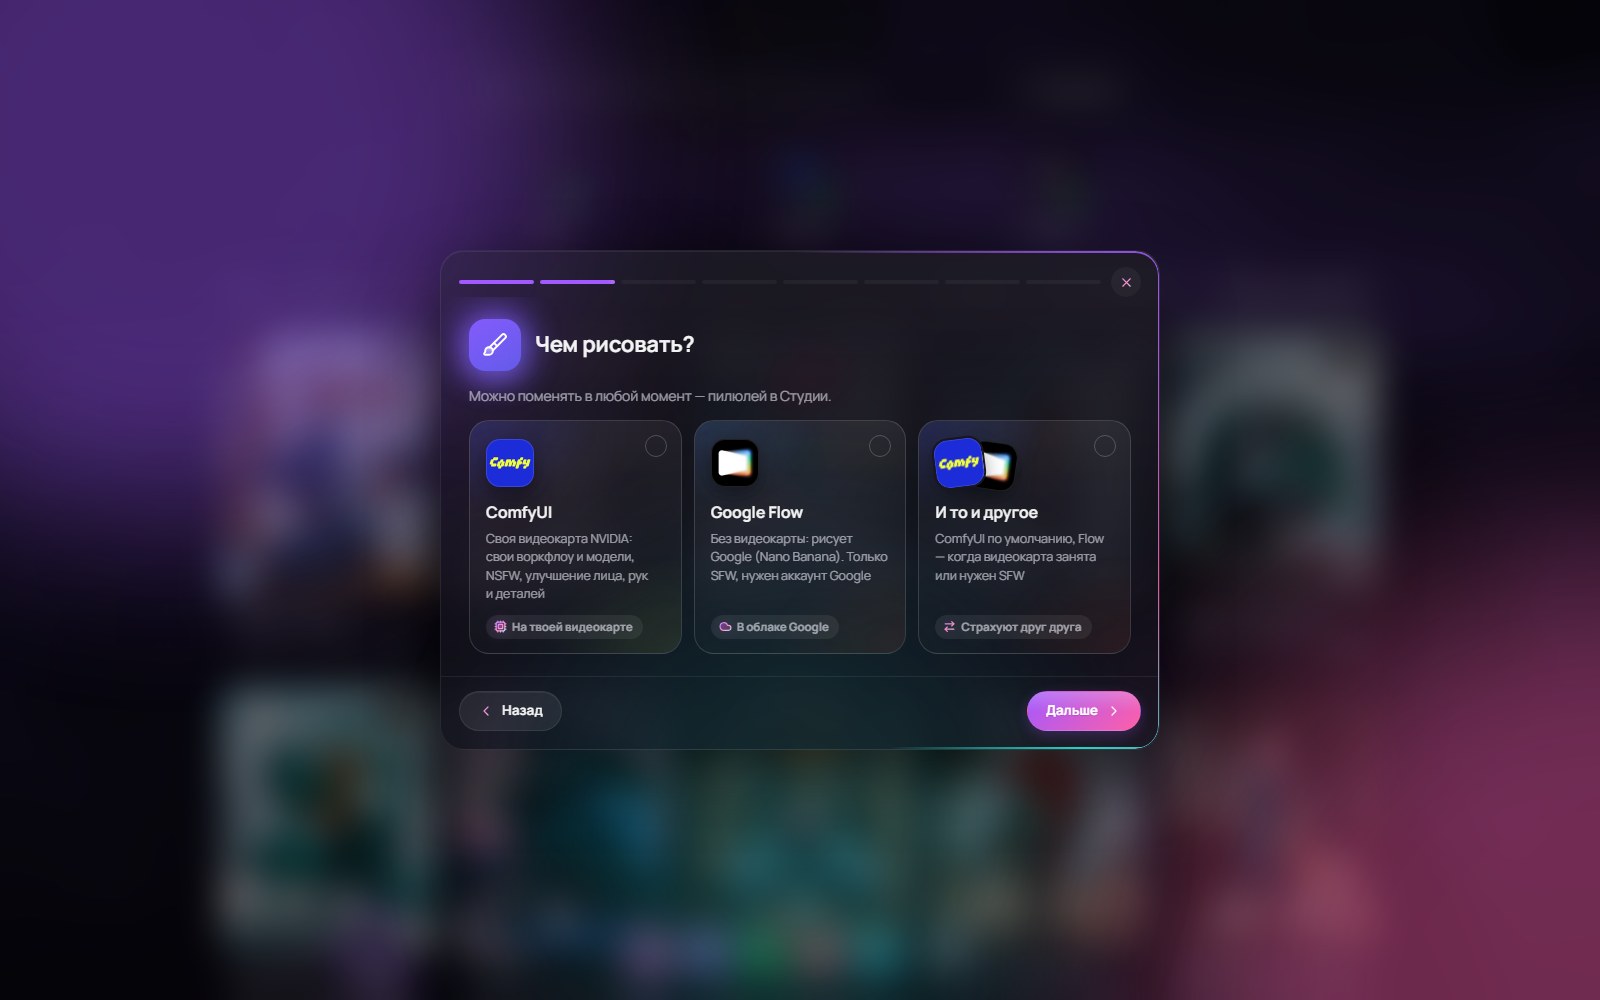 Чем рисовать?
Можно поменять в любой момент — пилюлей в Студии.
Comfy
ComfyUI
Своя видеокарта NVIDIA:
свои воркфлоу и модели,
NSFW, улучшение лица, рук
и деталей
На твоей видеокарте
Google Flow
Без видеокарты: рисует
Google (Nano Banana). Только
SFW, нужен аккаунт Google
В облаке Google
Comfy
И то и другое
ComfyUI по умолчанию, Flow
— когда видеокарта занята
или нужен SFW
Страхуют друг друга
Назад
Дальше